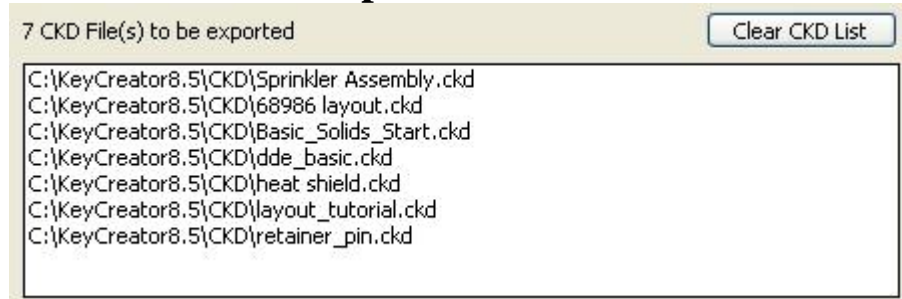 7 CKD File(s) to be exported
Clear CKD List
C:\KeyCreator8.5\CKD\Sprinkler Assembly.ckd
C:\KeyCreator8.5\CKD\68986 layout.ckd
C:\KeyCreator8.5\CKD\Basic_Solids_Start.ckd
C:\KeyCreator8.5\CKD\dde_basic.ckd
C:\KeyCreator8.5\CKD\heat shield.ckd
C:\KeyCreator8.5\CKD\layout_tutorial.ckd
C:\KeyCreator8.5\CKD\retainer_pin.ckd